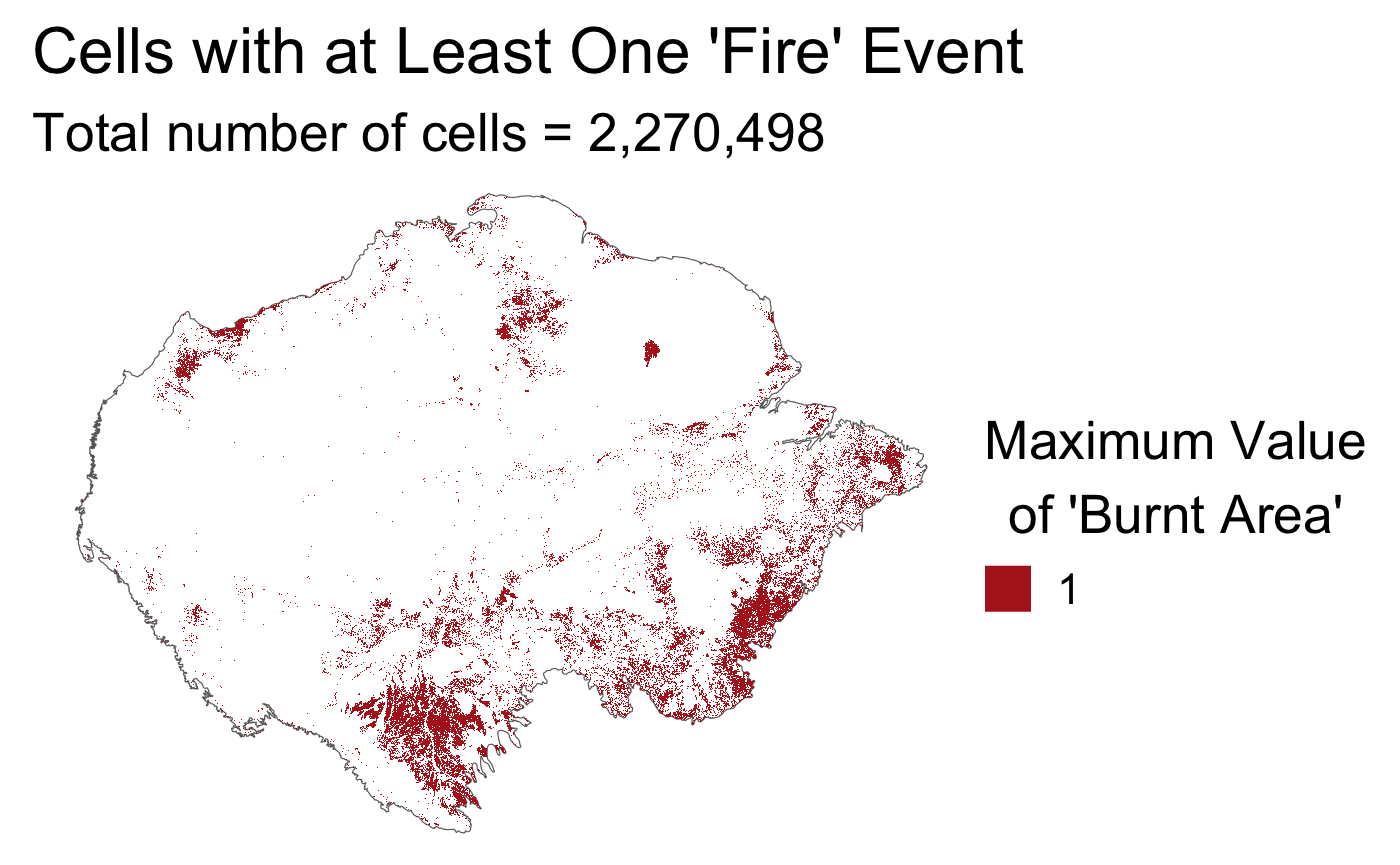 Cells with at Least One 'Fire' Event
Total number of cells = 2,270,498
Maximum Value
of 'Burnt Area'
1